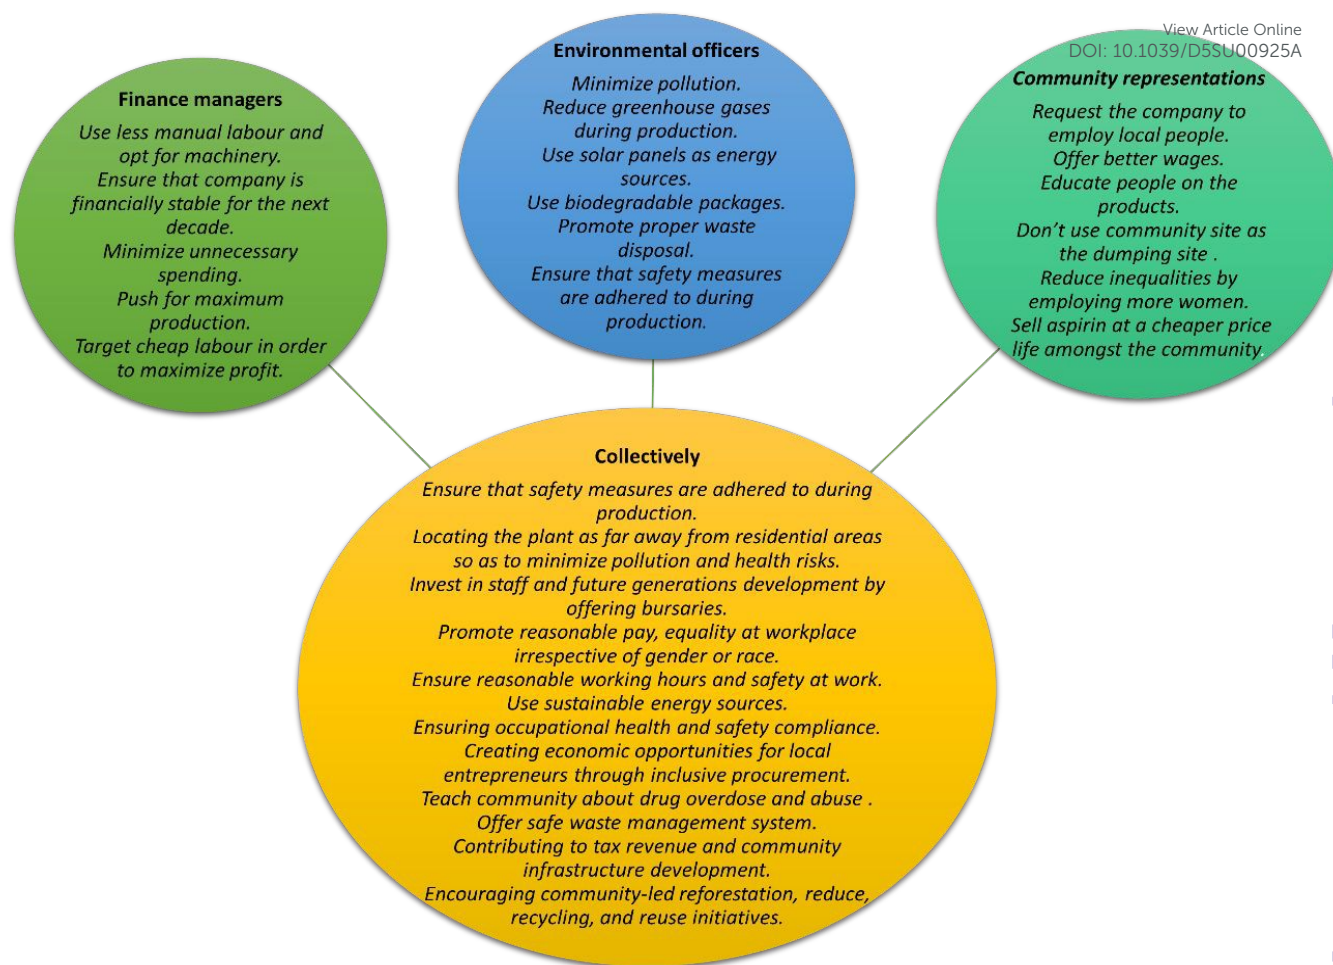 View Article Online
DOI: 10.1039/D5SU00925A
Finance managers
Use less manual labour and
opt for machinery.
Ensure that company is
financially stable for the next
decade.
Minimize unnecessary
spending.
Push for maximum
production.
Target cheap labour in order
to maximize profit.
Environmental officers
Minimize pollution.
Reduce greenhouse gases
during production.
Use solar panels as energy
sources.
Use biodegradable packages.
Promote proper waste
disposal.
Ensure that safety measures
are adhered to during
production.
Community representations
Request the company to
employ local people.
Offer better wages.
Educate people on the
products.
Don't use community site as
the dumping site .
Reduce inequalities by
employing more women.
Sell aspirin at a cheaper price
life amongst the community.
Collectively
Ensure that safety measures are adhered to during
production.
Locating the plant as far away from residential areas
so as to minimize pollution and health risks.
Invest in staff and future generations development by
offering bursaries.
Promote reasonable pay, equality at workplace
irrespective of gender or race.
Ensure reasonable working hours and safety at work.
Use sustainable energy sources.
Ensuring occupational health and safety compliance.
Creating economic opportunities for local
entrepreneurs through inclusive procurement.
Teach community about drug overdose and abuse .
Offer safe waste management system.
Contributing to tax revenue and community
infrastructure development.
Encouraging community-led reforestation, reduce,
recycling, and reuse initiatives.